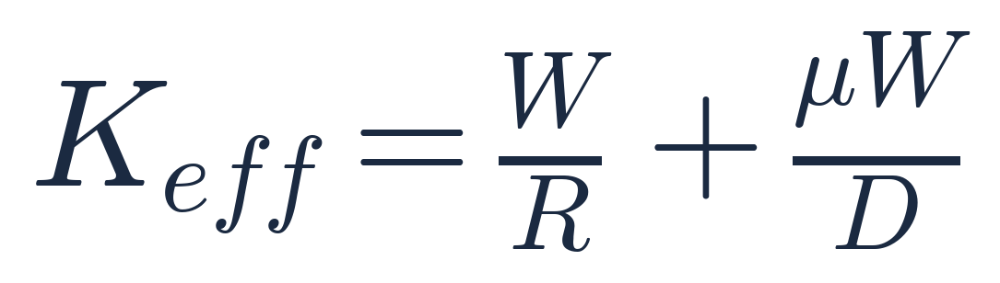 K_{eff} = \frac{W}{R} + \frac{\mu W}{D}